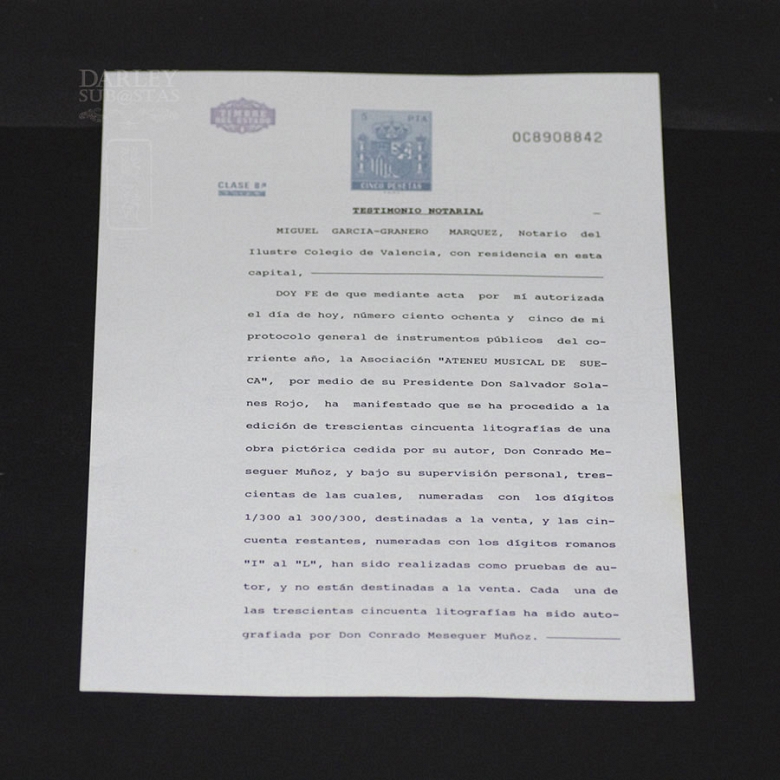 DARLEY
SUB@STAS
TIMBRE
DEL ESTADO
5 PTA
0C8908842
CLASE 8ª
CINCO PESETAS
TESTIMONIO NOTARIAL
MIGUEL GARCIA-GRANERO MARQUEZ, Notario del
Ilustre Colegio de Valencia, con residencia en esta
capital,
DOY FE de que mediante acta por mí autorizada
el día de hoy, número ciento ochenta y cinco de mi
protocolo general de instrumentos públicos del co-
rriente año, la Asociación "ATENEU MUSICAL DE SUE-
CA", por medio de su Presidente Don Salvador Sola-
nes Rojo, ha manifestado que se ha procedido a la
edición de trescientas cincuenta litografías de una
obra pictórica cedida por su autor, Don Conrado Me-
seguer Muñoz, y bajo su supervisión personal, tres-
cientas de las cuales, numeradas con los dígitos
1/300 al 300/300, destinadas a la venta, y las cin-
cuenta restantes, numeradas con los dígitos romanos
"I" al "L", han sido realizadas como pruebas de au-
tor, y no están destinadas a la venta. Cada una de
las trescientas cincuenta litografías ha sido auto-
grafiada por Don Conrado Meseguer Muñoz.